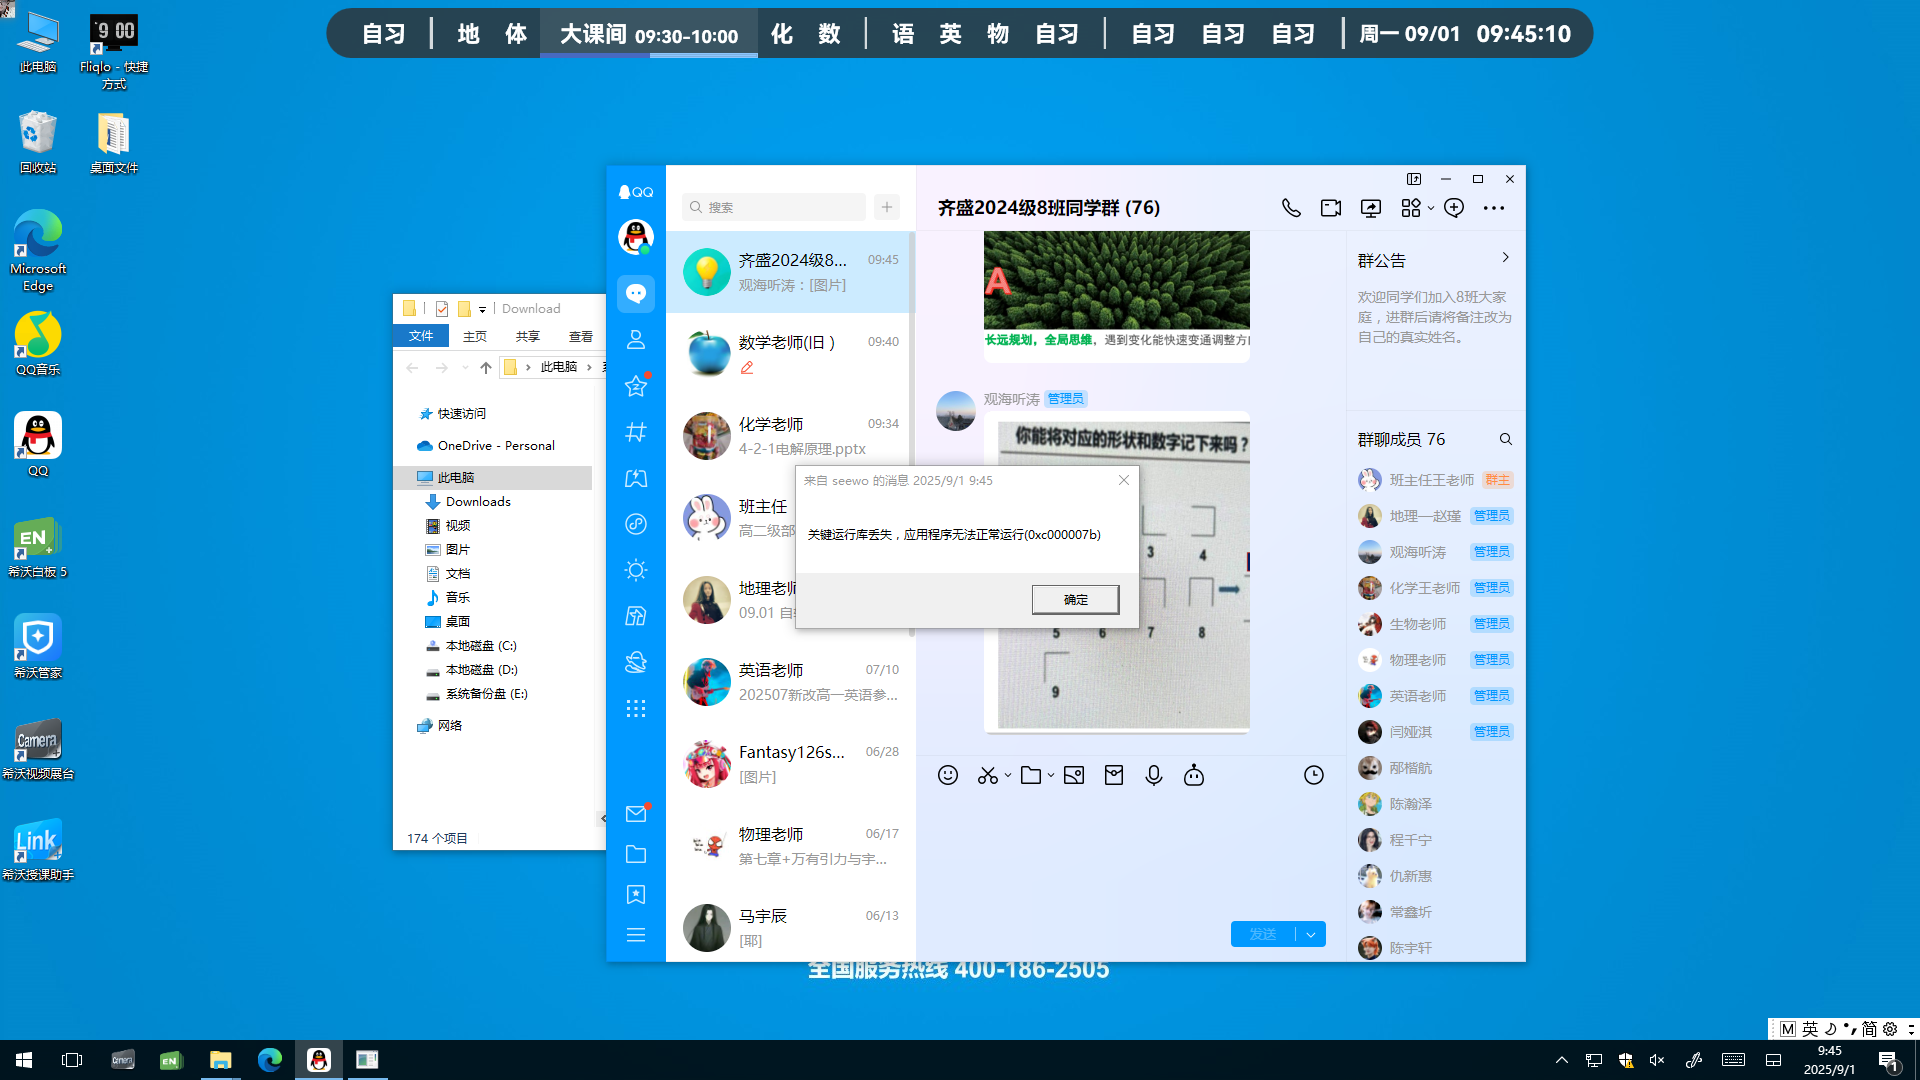 自习 地 体 大课间 09:30-10:00 化 数 语 英 物 自习 自习 自习 自习 周一 09/01 09:45:10
此电脑
Fliqlo - 快捷方式
回收站
桌面文件
Microsoft Edge
QQ音乐
QQ
希沃白板 5
希沃管家
希沃视频展台
希沃授课助手
Download
文件 主页 共享 查看
此电脑
快速访问
OneDrive - Personal
此电脑
Downloads
视频
图片
文档
音乐
桌面
本地磁盘 (C:)
本地磁盘 (D:)
系统备份盘 (E:)
网络
174 个项目
QQ
搜索
齐盛2024级8... 09:45
观海听涛：[图片]
数学老师(旧 ) 09:40
化学老师 09:34
4-2-1电解原理.pptx
班主任
高二级部
地理老师
09.01 自
英语老师 07/10
202507新改高一英语参...
Fantasy126s... 06/28
[图片]
物理老师 06/17
第七章+万有引力与宇...
马宇辰 06/13
[耶]
齐盛2024级8班同学群 (76)
A
长远规划，全局思维，遇到变化能快速变通调整方
观海听涛 管理员
你能将对应的形状和数字记下来吗？
3 4
5 6 7 8
9
来自 seewo 的消息 2025/9/1 9:45
关键运行库丢失，应用程序无法正常运行(0xc000007b)
确定
发送
群公告
欢迎同学们加入8班大家
庭，进群后请将备注改为
自己的真实姓名。
群聊成员 76
班主任王老师 群主
地理—赵瑾 管理员
观海听涛 管理员
化学王老师 管理员
生物老师 管理员
物理老师 管理员
英语老师 管理员
闫娅淇 管理员
邴楷航
陈瀚泽
程千宁
仇新惠
常鑫圻
陈宇轩
全国服务热线 400-186-2505
M 英 简
Camera EN
9:45
2025/9/1
1